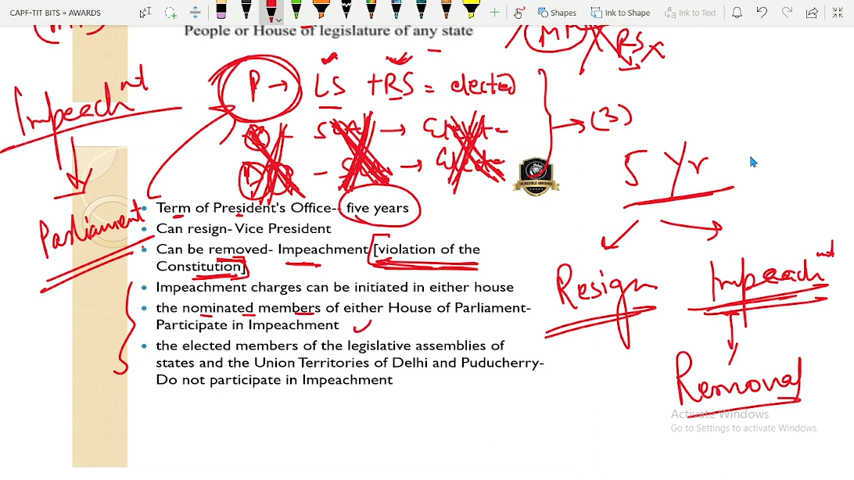 CAPF-TIT BITS - AWARDS
Shapes
Ink to Shape
Ink to Text
People or House of legislature of any state
RS x
P → LS + RS = elected
→ (3)
Impeachmnt
5 Yr
Parliament
• Term of President's Office-- five years
• Can resign- Vice President
• Can be removed- Impeachment [violation of the
Constitution]
• Impeachment charges can be initiated in either house
• the nominated members of either House of Parliament-
Participate in Impeachment
• the elected members of the legislative assemblies of
states and the Union Territories of Delhi and Puducherry-
Do not participate in Impeachment
Resign
Impeachmnt
Removal
Activate Windows
Go to Settings to activate Windows.